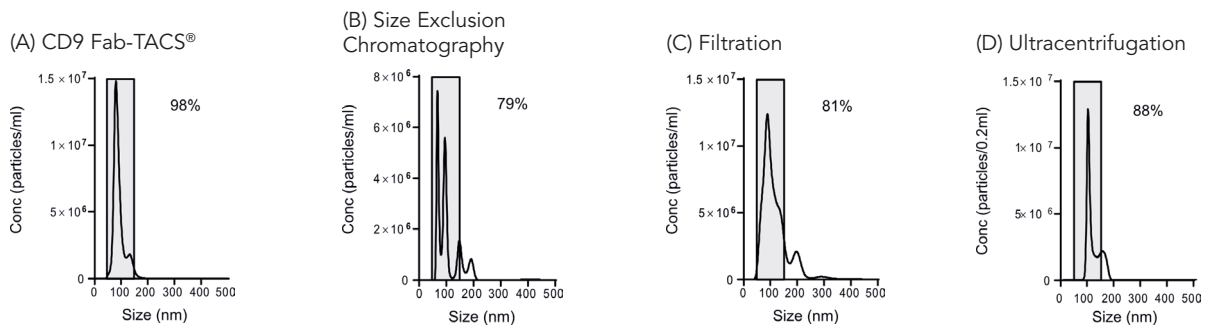 (A) CD9 Fab-TACS®
1.5 × 10⁷
1 × 10⁷
5 × 10⁶
0
98%
Conc (particles/ml)
0 100 200 300 400 500
Size (nm)
(B) Size Exclusion
Chromatography
8 × 10⁶
6 × 10⁶
4 × 10⁶
2 × 10⁶
0
79%
Conc (particles/ml)
0 100 200 300 400 500
Size (nm)
(C) Filtration
1.5 × 10⁷
1 × 10⁷
5 × 10⁶
0
81%
Conc (particles/ml)
0 100 200 300 400 500
Size (nm)
(D) Ultracentrifugation
1.5 × 10⁷
1 × 10⁷
5 × 10⁶
0
88%
Conc (particles/0.2ml)
0 100 200 300 400 500
Size (nm)